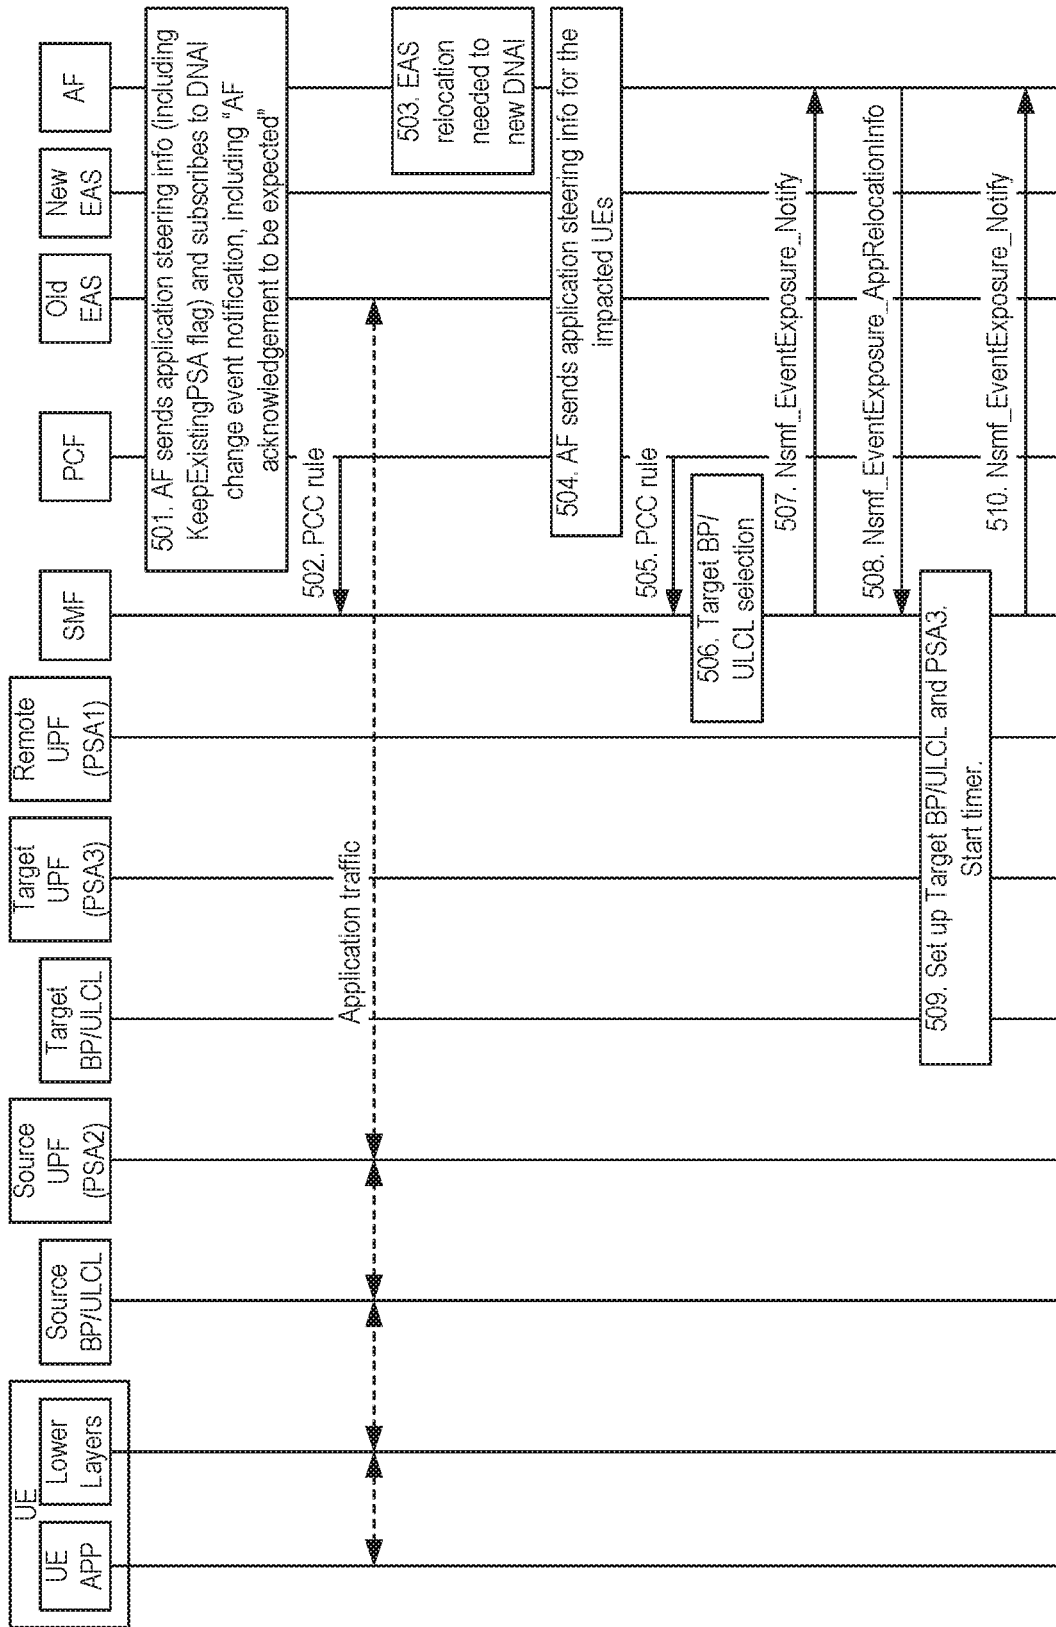 UE
UE
APP
Lower
Layers
Source
BP/ULCL
Source
UPF
(PSA2)
Target
BP/ULCL
Target
UPF
(PSA3)
Remote
UPF
(PSA1)
SMF
PCF
Old
EAS
New
EAS
AF
501. AF sends application steering info (including
KeepExistingPSA flag) and subscribes to DNAI
change event notification, including "AF
acknowledgement to be expected"
502. PCC rule
Application traffic
503. EAS
relocation
needed to
new DNAI
504. AF sends application steering info for the
impacted UEs
505. PCC rule
506. Target BP/
ULCL selection
507. Nsmf_EventExposure_Notify
508. Nsmf_EventExposure_AppRelocationInfo
509. Set up Target BP/ULCL and PSA3.
Start timer.
510. Nsmf_EventExposure_Notify